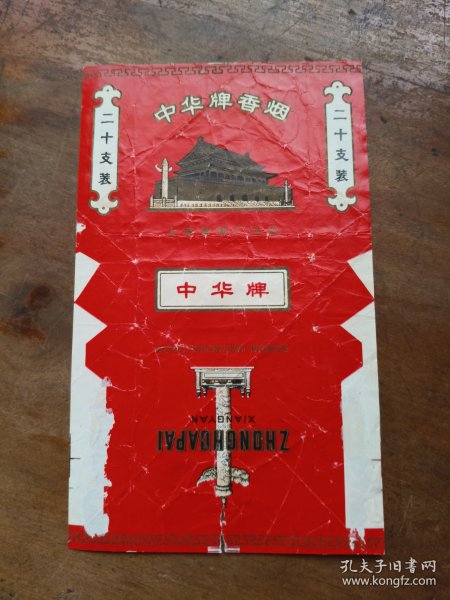 中华牌香烟
二十支装
二十支装
中华牌
ZHONGHUAPAI
XIANGYAN
孔夫子旧书网
www.kongfz.com